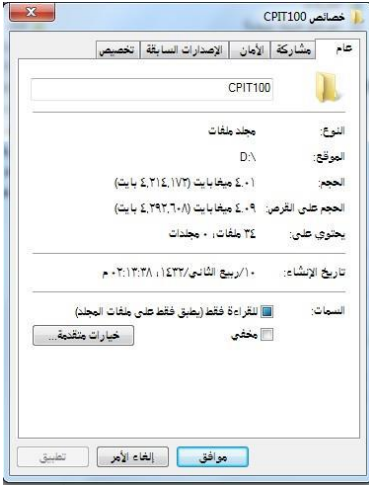 خصائص CPIT100
عام مشاركة الأمان الإصدارات السابقة تخصيص
CPIT100
النوع: مجلد ملفات
الموقع: D:\
الحجم: ٤.٠١ ميغابايت (٤,٢١٤,١٧٢ بايت)
الحجم على القرص: ٤.٠٩ ميغابايت (٤,٢٩٢,٦٠٨ بايت)
يحتوي على: ٣٤ ملفات، ٠ مجلدات
تاريخ الإنشاء: ١٠/ربيع الثاني/١٤٣٢، ٠٢:١٣:٣٨ م
السمات: للقراءة فقط (يطبق فقط على ملفات المجلد)
مخفي
خيارات متقدمة...
موافق إلغاء الأمر تطبيق